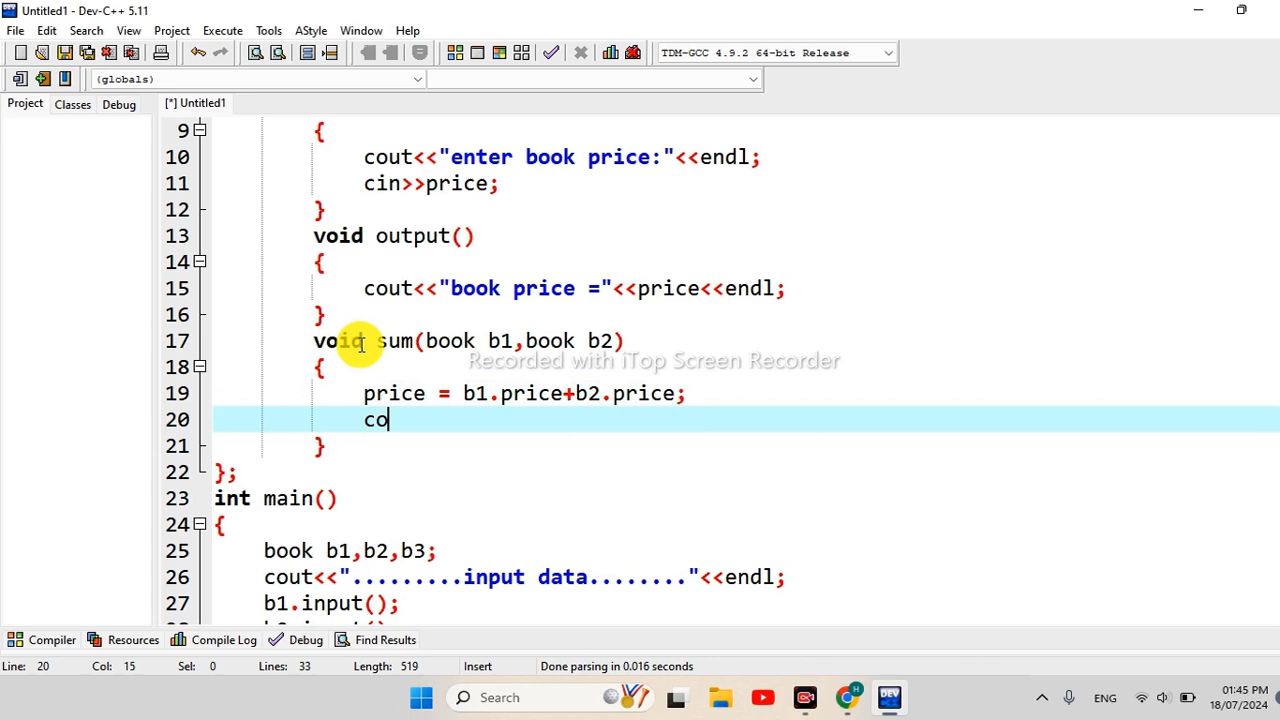 Untitled1 - Dev-C++ 5.11
File Edit Search View Project Execute Tools AStyle Window Help
TDM-GCC 4.9.2 64-bit Release
(globals)
Project Classes Debug [*] Untitled1
9 {
10 cout<<"enter book price:"<<endl;
11 cin>>price;
12 }
13 void output()
14 {
15 cout<<"book price ="<<price<<endl;
16 }
17 void sum(book b1,book b2)
Recorded with iTop Screen Recorder
18 {
19 price = b1.price+b2.price;
20 co
21 }
22 };
23 int main()
24 {
25 book b1,b2,b3;
26 cout<<".........input data........"<<endl;
27 b1.input();
Compiler Resources Compile Log Debug Find Results
Line: 20 Col: 15 Sel: 0 Lines: 33 Length: 519 Insert Done parsing in 0.016 seconds
Search H DEV ENG 01:45 PM
18/07/2024